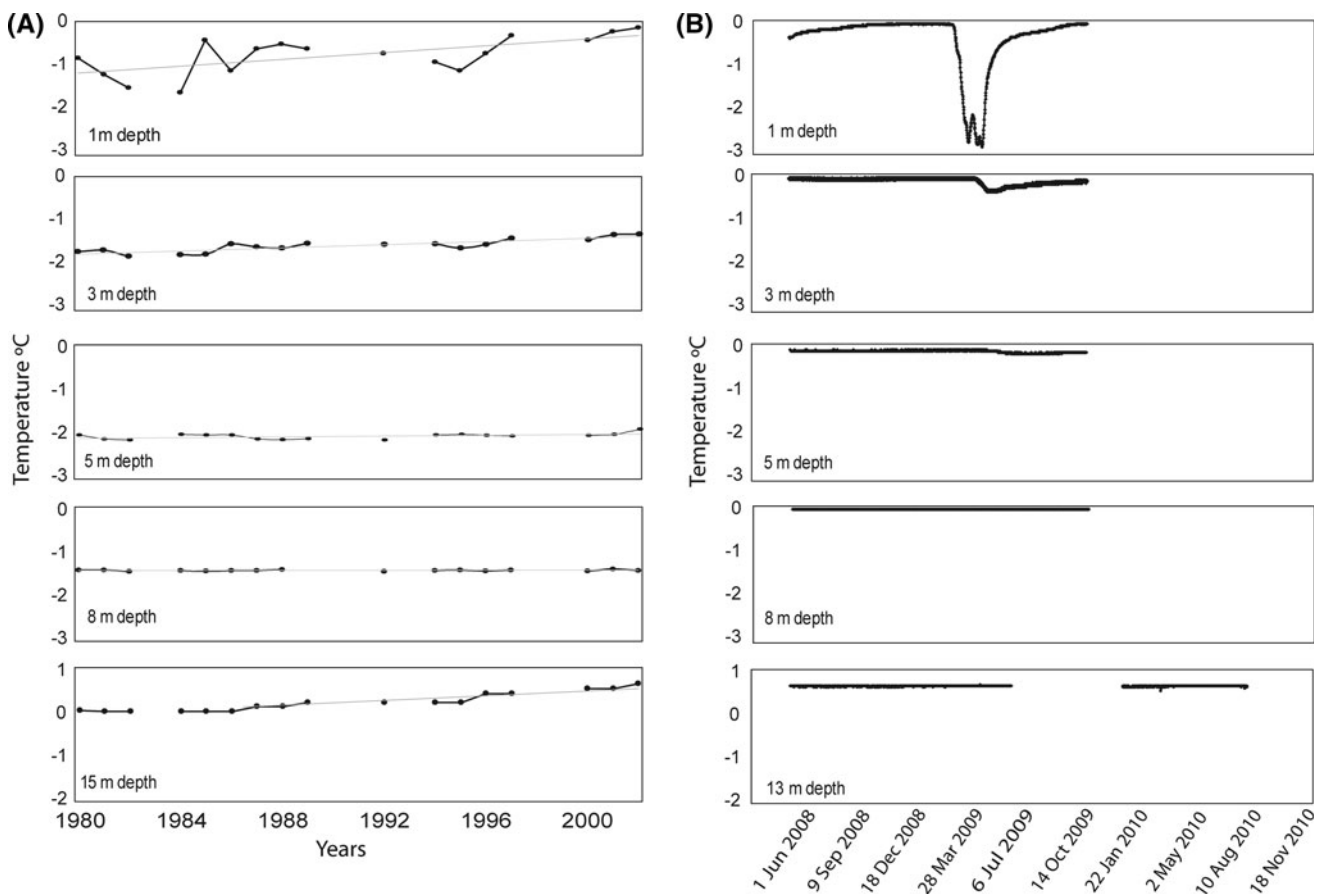 (A)
0
-1
-2
-3
1m depth
0
-1
-2
-3
3 m depth
0
-1
-2
-3
5 m depth
0
-1
-2
-3
8 m depth
1
0
-1
-2
15 m depth
Temperature ºC
1980 1984 1988 1992 1996 2000
Years
(B)
0
-1
-2
-3
1 m depth
0
-1
-2
-3
3 m depth
0
-1
-2
-3
5 m depth
0
-1
-2
-3
8 m depth
1
0
-1
-2
13 m depth
Temperature ºC
1 Jun 2008
9 Sep 2008
18 Dec 2008
28 Mar 2009
6 Jul 2009
14 Oct 2009
22 Jan 2010
2 May 2010
10 Aug 2010
18 Nov 2010